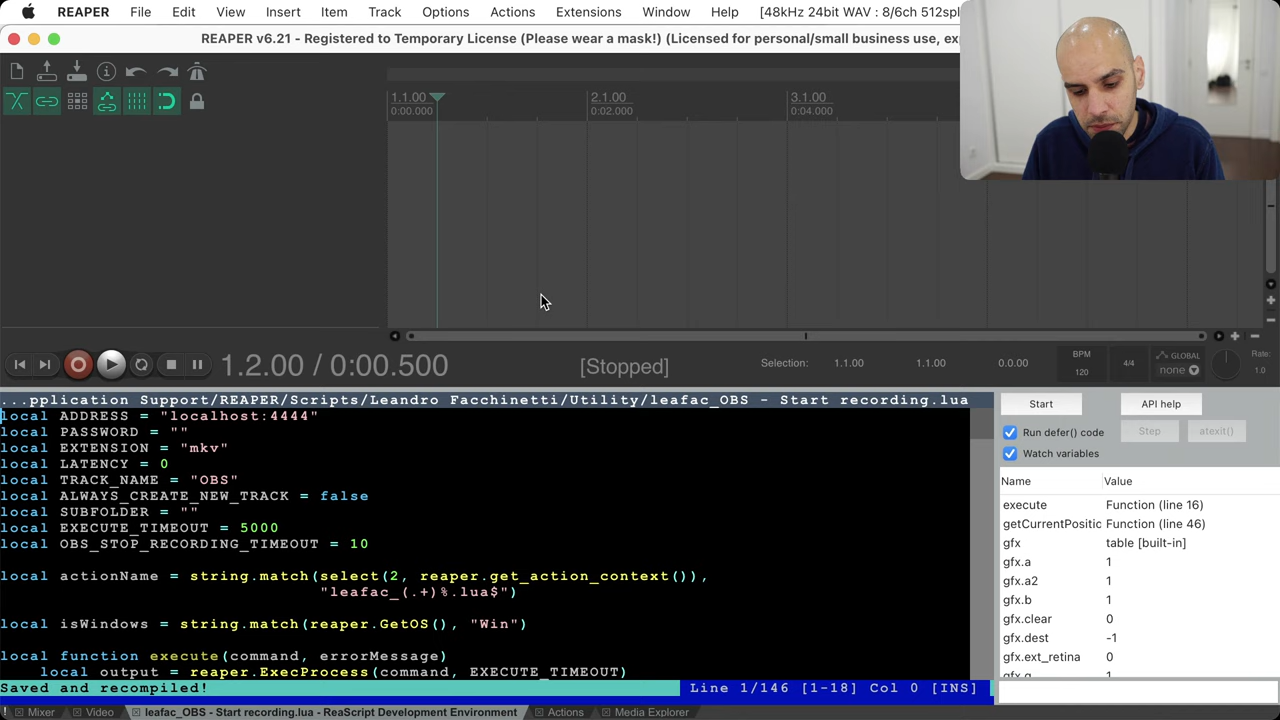 REAPER File Edit View Insert Item Track Options Actions Extensions Window Help [48kHz 24bit WAV : 8/6ch 512spl
REAPER v6.21 - Registered to Temporary License (Please wear a mask!) (Licensed for personal/small business use,
1.1.00 2.1.00 3.1.00
0:00.000 0:02.000 0:04.000
1.2.00 / 0:00.500 [Stopped] Selection: 1.1.00 1.1.00 0.0.00 BPM 120 4/4 GLOBAL none Rate: 1.0
...pplication Support/REAPER/Scripts/Leandro Facchinetti/Utility/leafac_OBS - Start recording.lua
local ADDRESS = "localhost:4444"
local PASSWORD = ""
local EXTENSION = "mkv"
local LATENCY = 0
local TRACK_NAME = "OBS"
local ALWAYS_CREATE_NEW_TRACK = false
local SUBFOLDER = ""
local EXECUTE_TIMEOUT = 5000
local OBS_STOP_RECORDING_TIMEOUT = 10
local actionName = string.match(select(2, reaper.get_action_context()),
"leafac_(.+)%.lua$")
local isWindows = string.match(reaper.GetOS(), "Win")
local function execute(command, errorMessage)
local output = reaper.ExecProcess(command, EXECUTE_TIMEOUT)
Saved and recompiled! Line 1/146 [1-18] Col 0 [INS]
Start API help
Run defer() code Step atexit()
Watch variables
Name Value
execute Function (line 16)
getCurrentPositic Function (line 46)
gfx table [built-in]
gfx.a 1
gfx.a2 1
gfx.b 1
gfx.clear 0
gfx.dest -1
gfx.ext_retina 0
! Mixer Video leafac_OBS - Start recording.lua - ReaScript Development Environment Actions Media Explorer